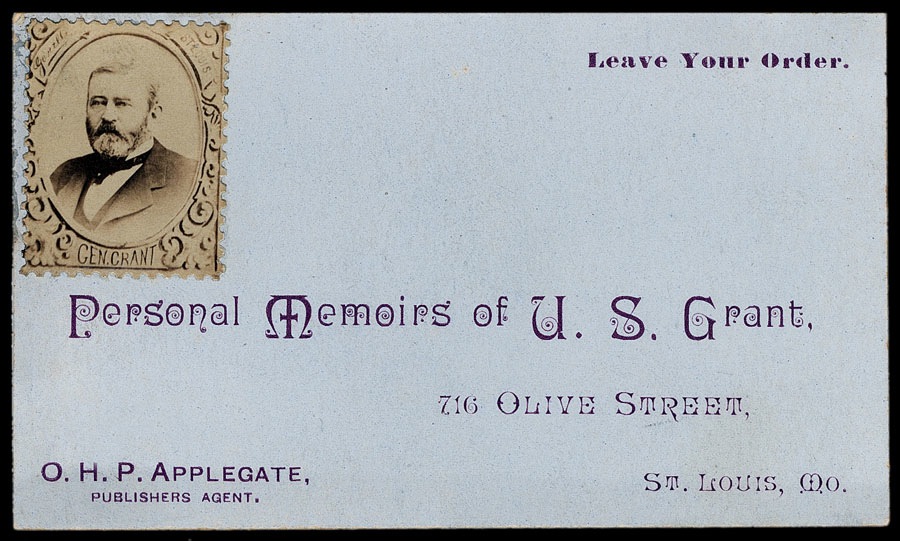 Leave Your Order.
GEN. GRANT
Personal Memoirs of U. S. Grant,
716 OLIVE STREET,
O. H. P. APPLEGATE,
PUBLISHERS AGENT.
ST. LOUIS, MO.